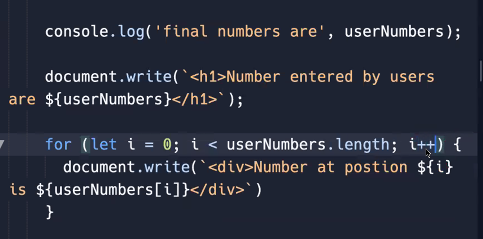 console.log('final numbers are', userNumbers);
document.write(`<h1>Number entered by users
are ${userNumbers}</h1>`);
for (let i = 0; i < userNumbers.length; i++) {
document.write(`<div>Number at postion ${i}
is ${userNumbers[i]}</div>`)
}